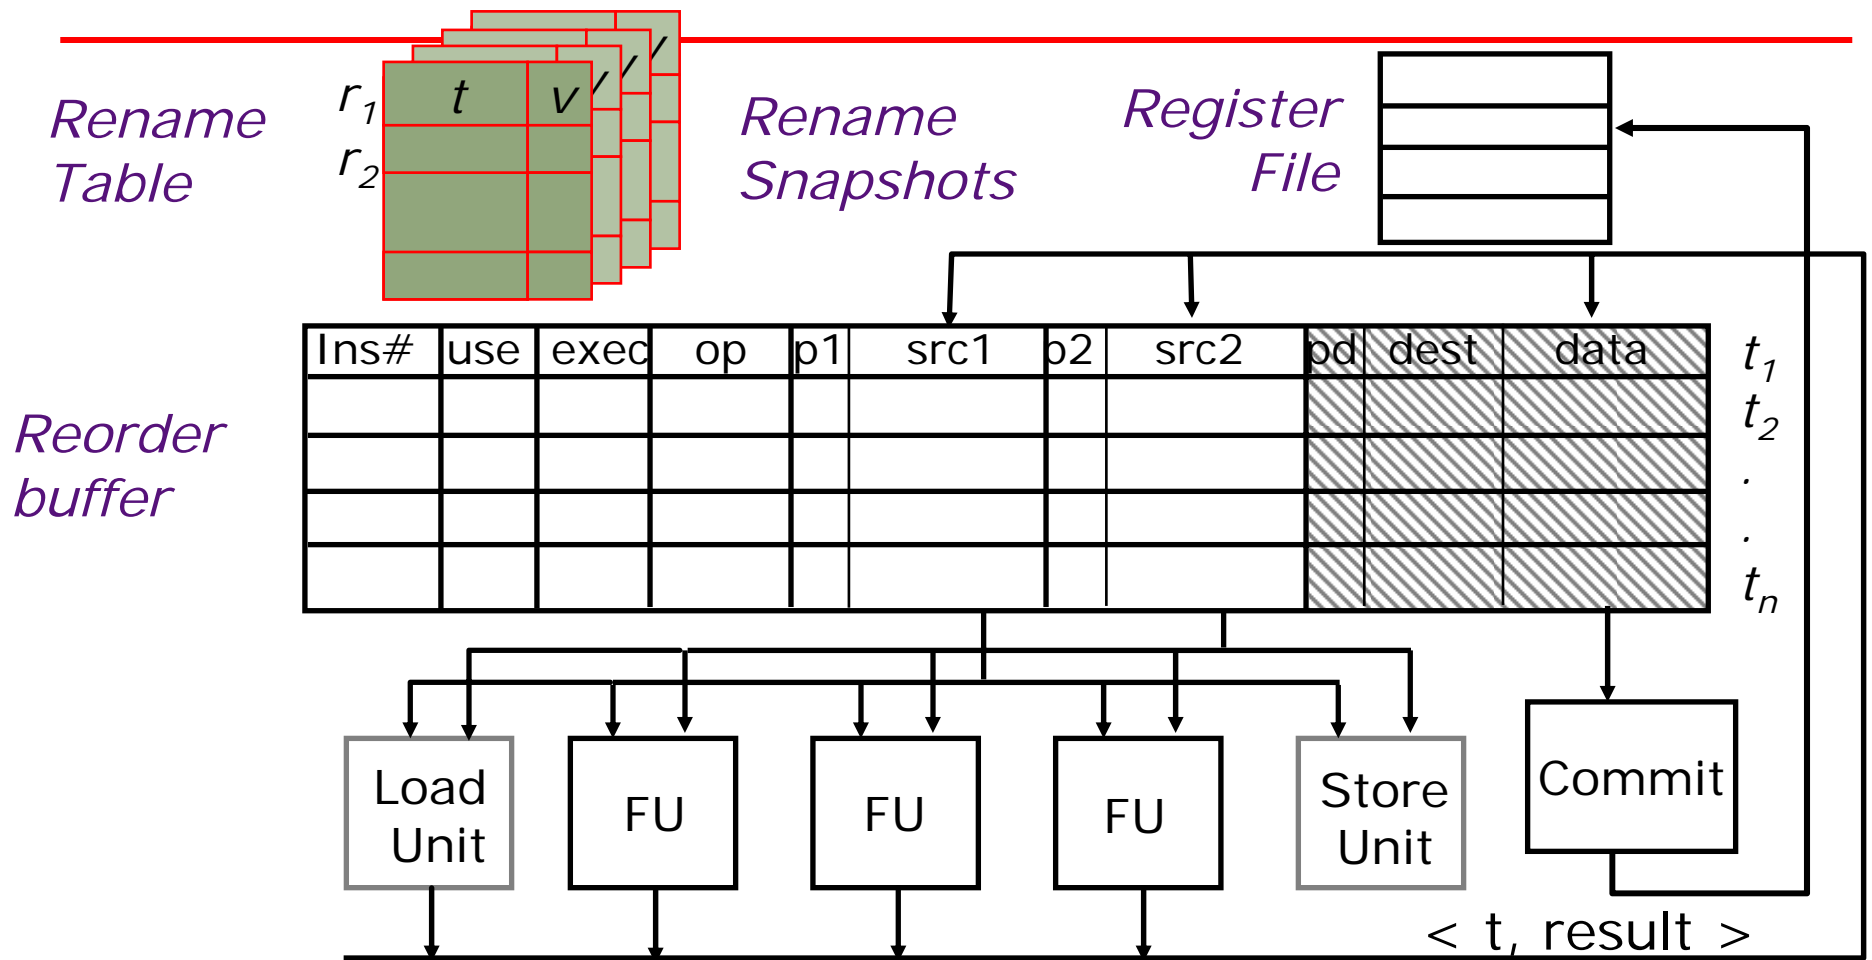 Rename
Table
r1
r2
t
v
v
v
v
Rename
Snapshots
Register
File
Reorder
buffer
Ins# use exec op p1 src1 p2 src2 pd dest data
t1
t2
.
.
tn
Load
Unit
FU
FU
FU
Store
Unit
Commit
< t, result >